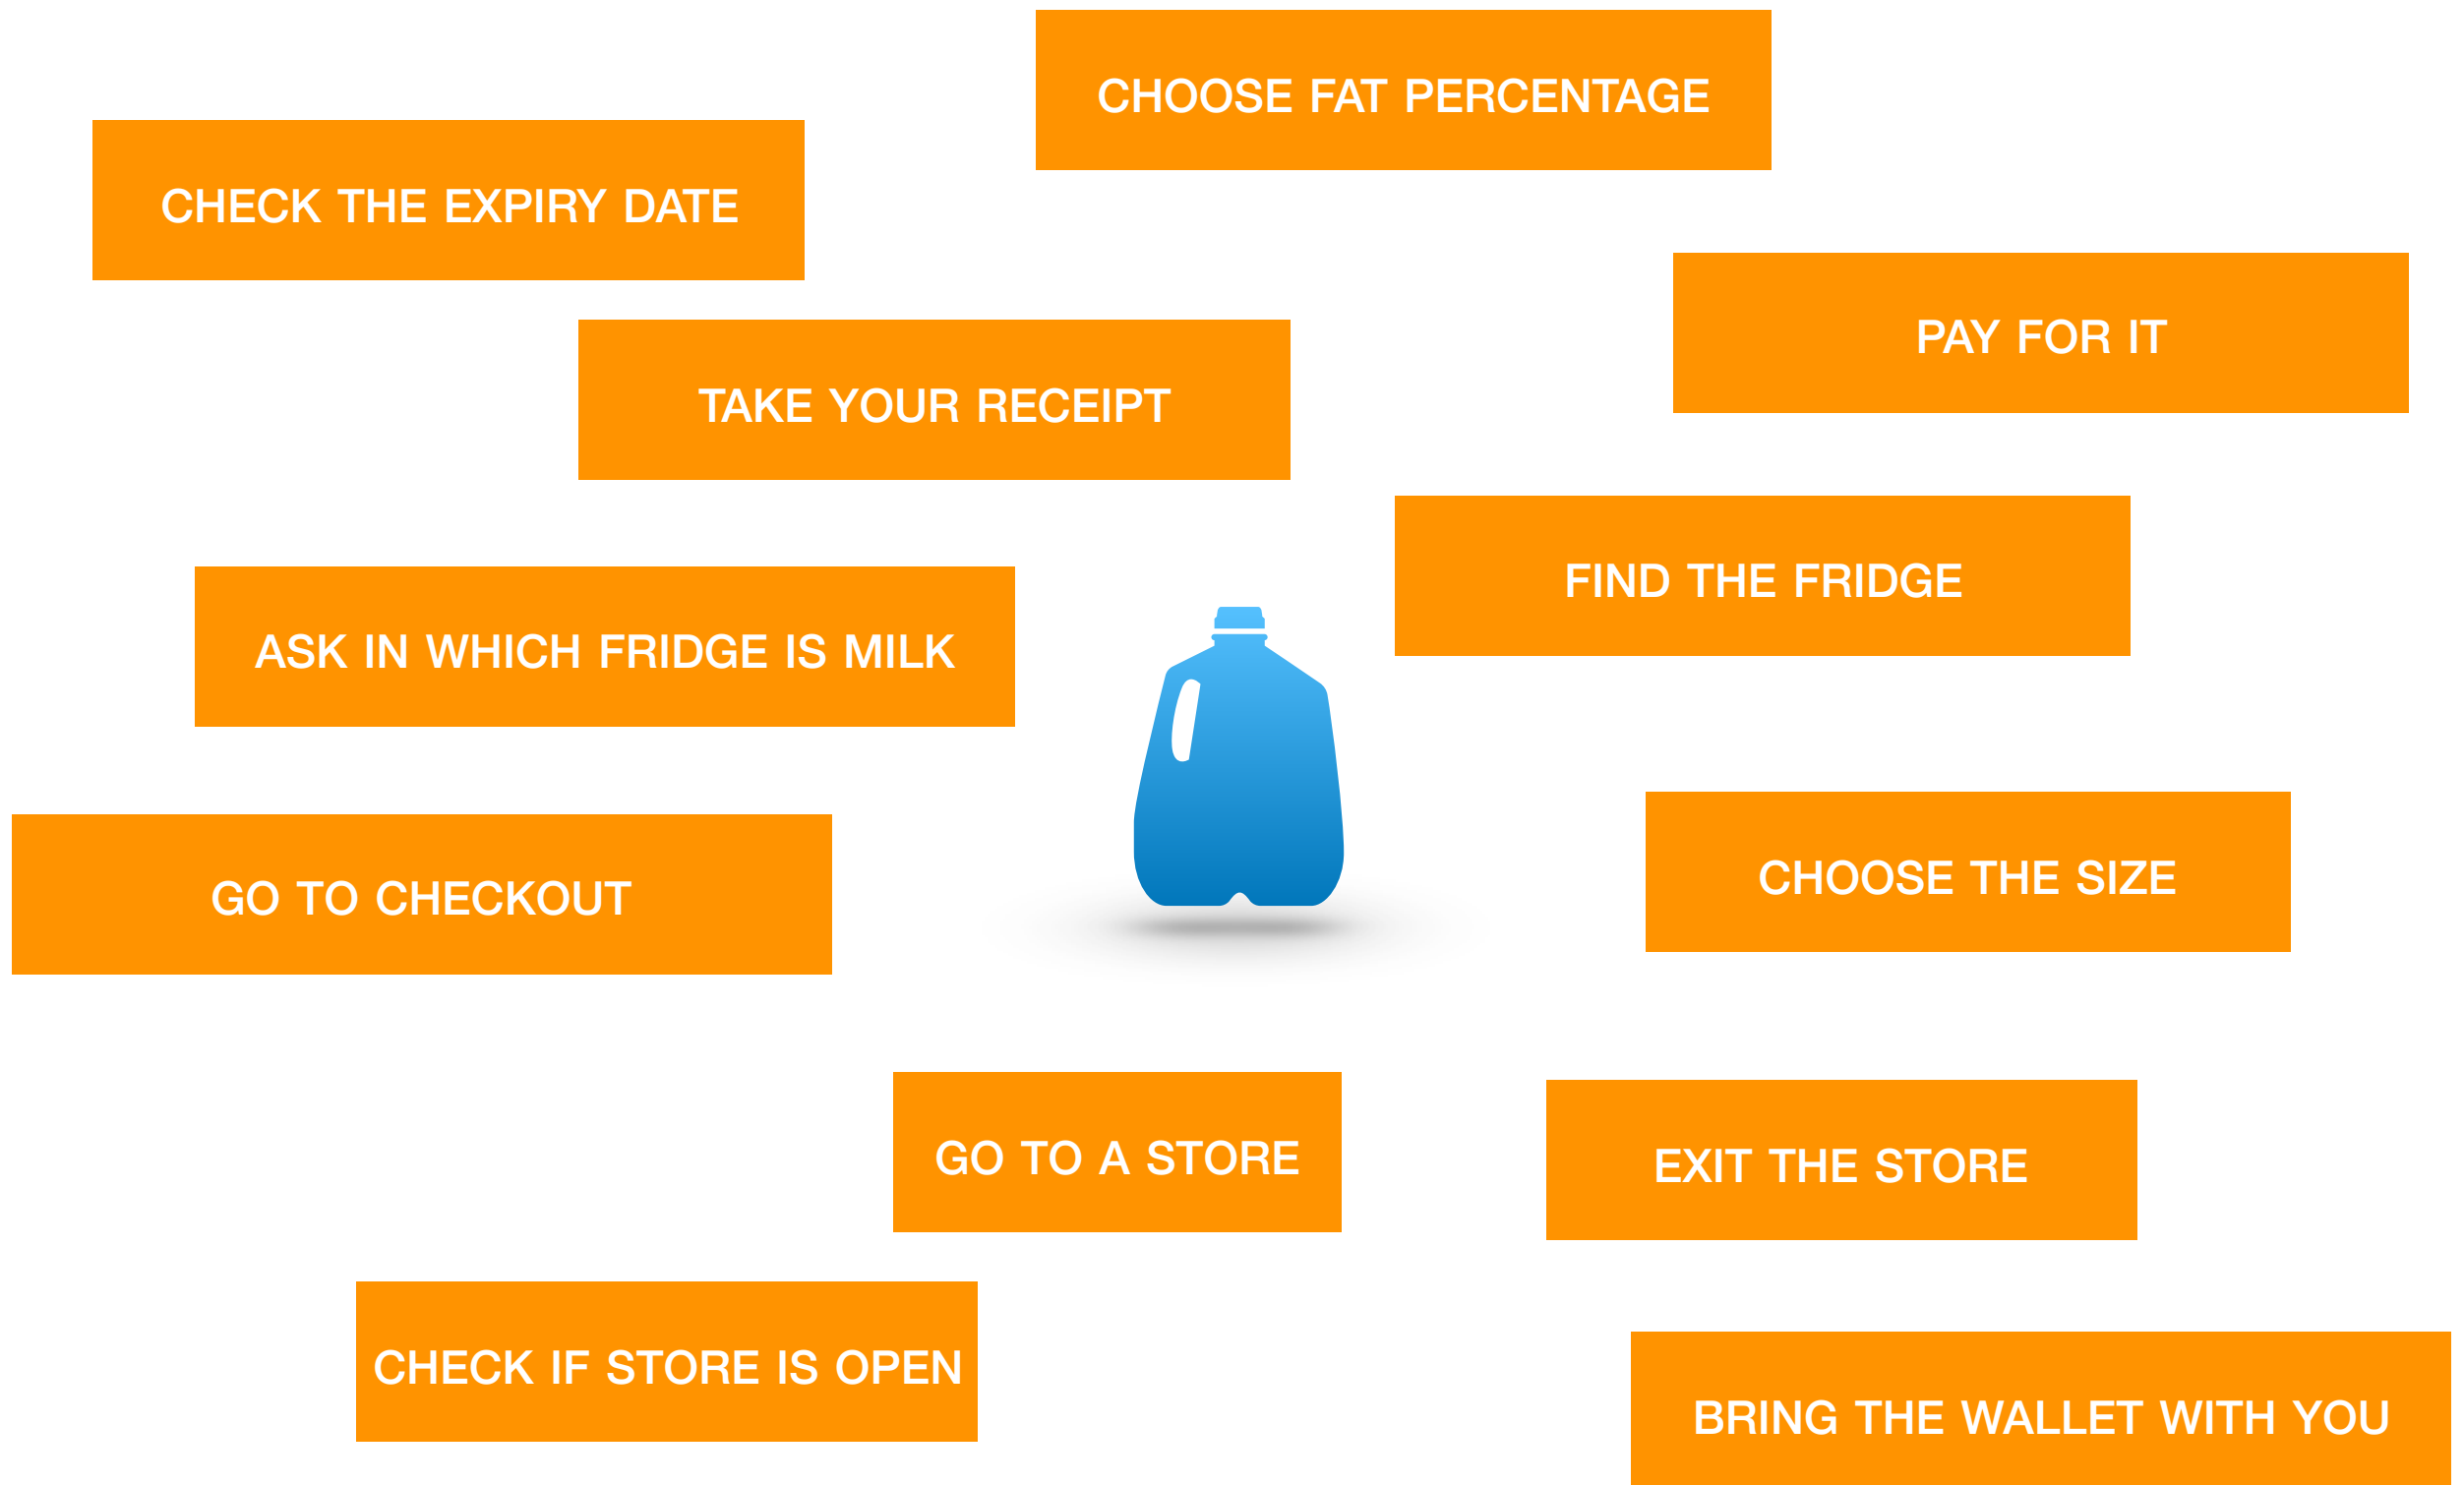 CHOOSE FAT PERCENTAGE
CHECK THE EXPIRY DATE
PAY FOR IT
TAKE YOUR RECEIPT
FIND THE FRIDGE
ASK IN WHICH FRIDGE IS MILK
CHOOSE THE SIZE
GO TO CHECKOUT
GO TO A STORE
EXIT THE STORE
CHECK IF STORE IS OPEN
BRING THE WALLET WITH YOU